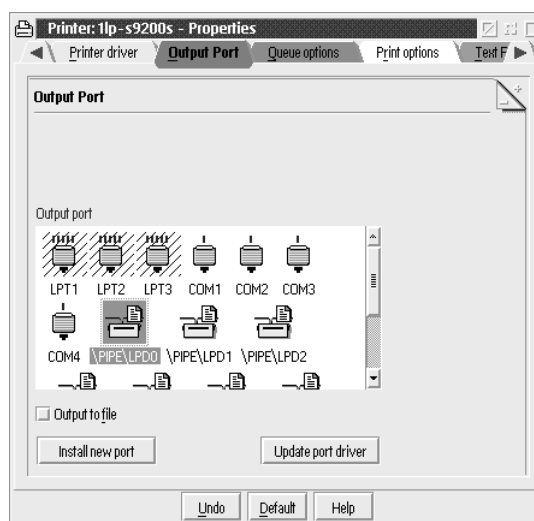 Printer: 1lp-s9200s - Properties
Printer driver Output Port Queue options Print options Text F
Output Port
Output port
LPT1 LPT2 LPT3 COM1 COM2 COM3
COM4 \PIPE\LPD0 \PIPE\LPD1 \PIPE\LPD2
Output to file
Install new port Update port driver
Undo Default Help